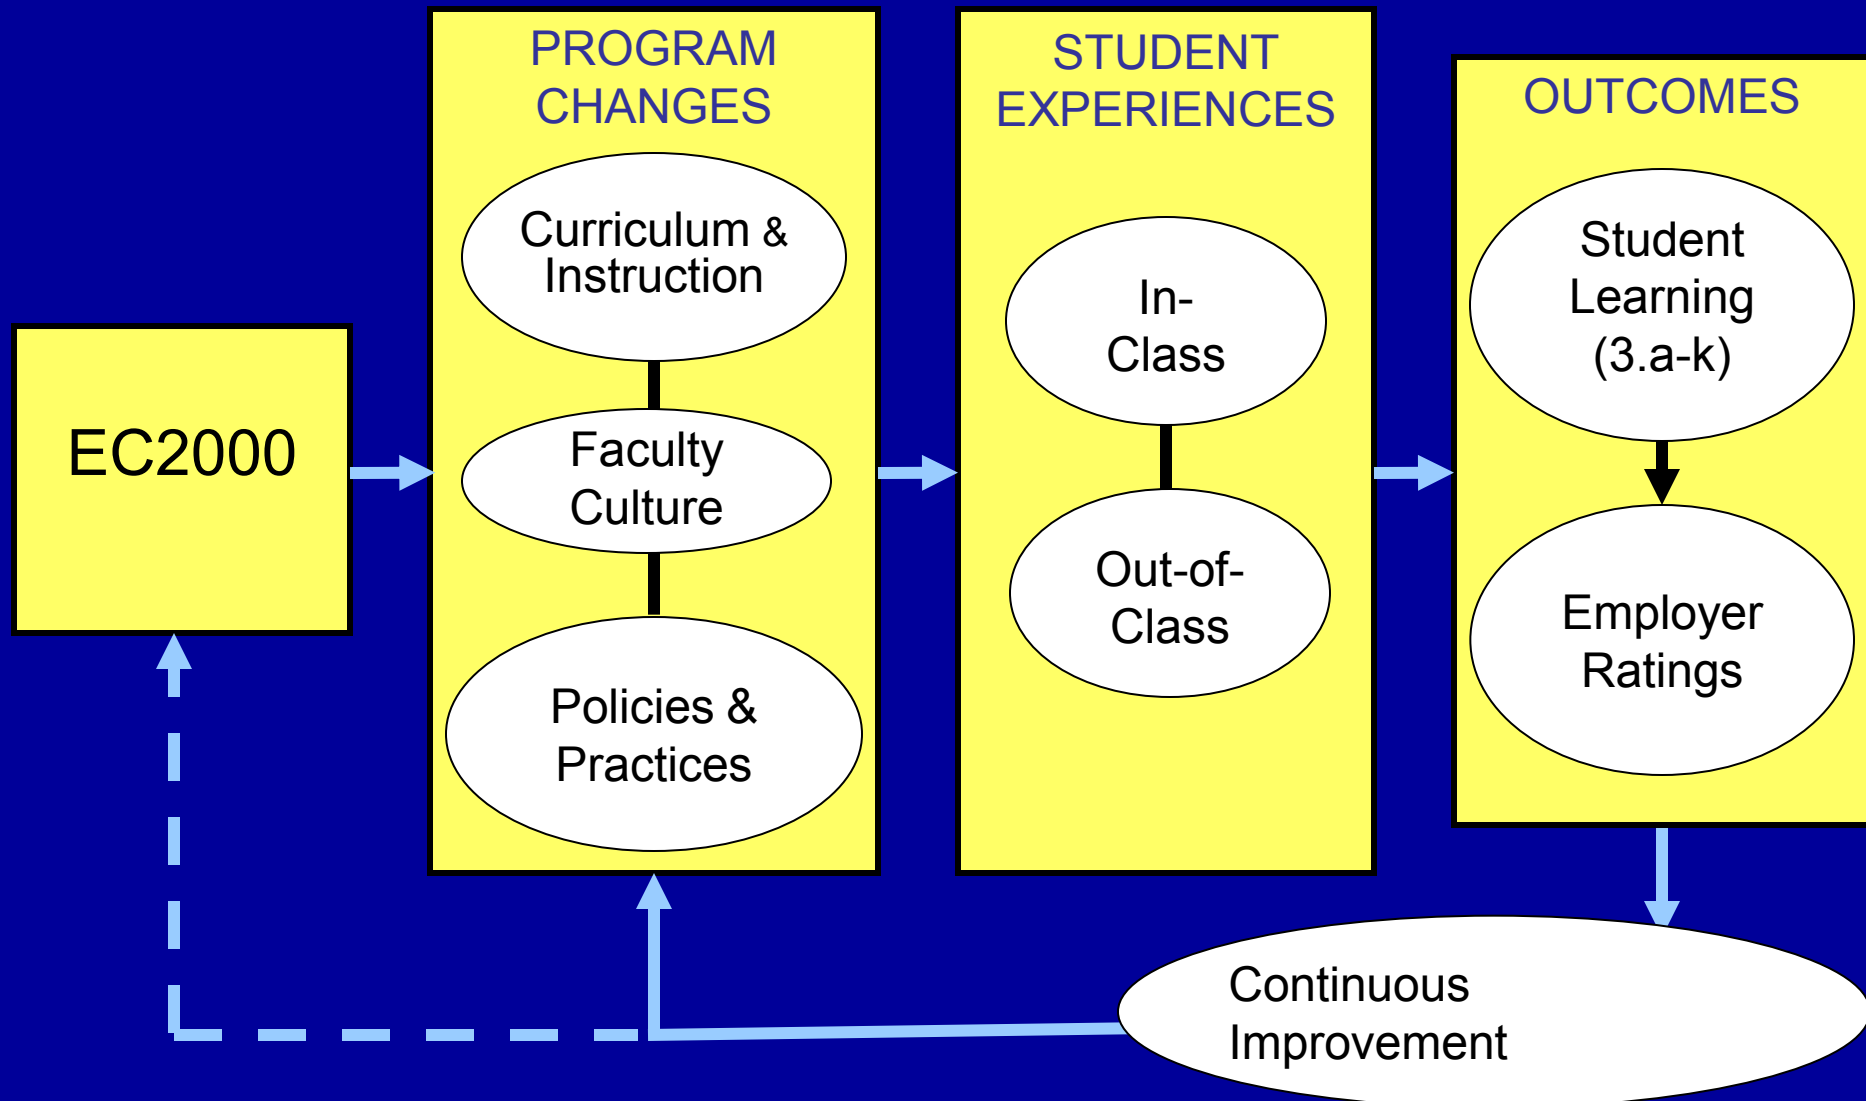 EC2000
PROGRAM
CHANGES
Curriculum &
Instruction
Faculty
Culture
Policies &
Practices
STUDENT
EXPERIENCES
In-
Class
Out-of-
Class
OUTCOMES
Student
Learning
(3.a-k)
Employer
Ratings
Continuous
Improvement